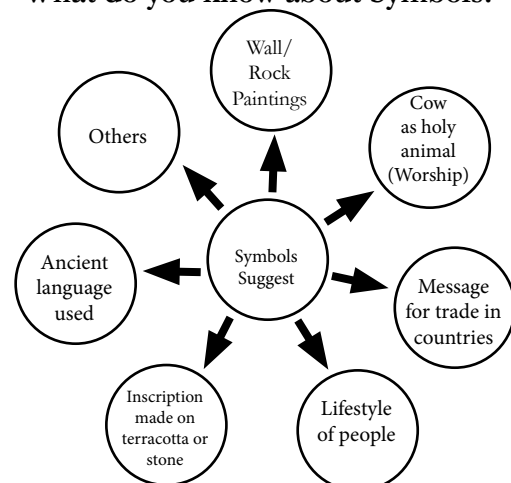 What do you know about Symbols?
Wall/
Rock
Paintings
Cow
as holy
animal
(Worship)
Message
for trade in
countries
Lifestyle
of people
Inscription
made on
terracotta or
stone
Ancient
language
used
Others
Symbols
Suggest